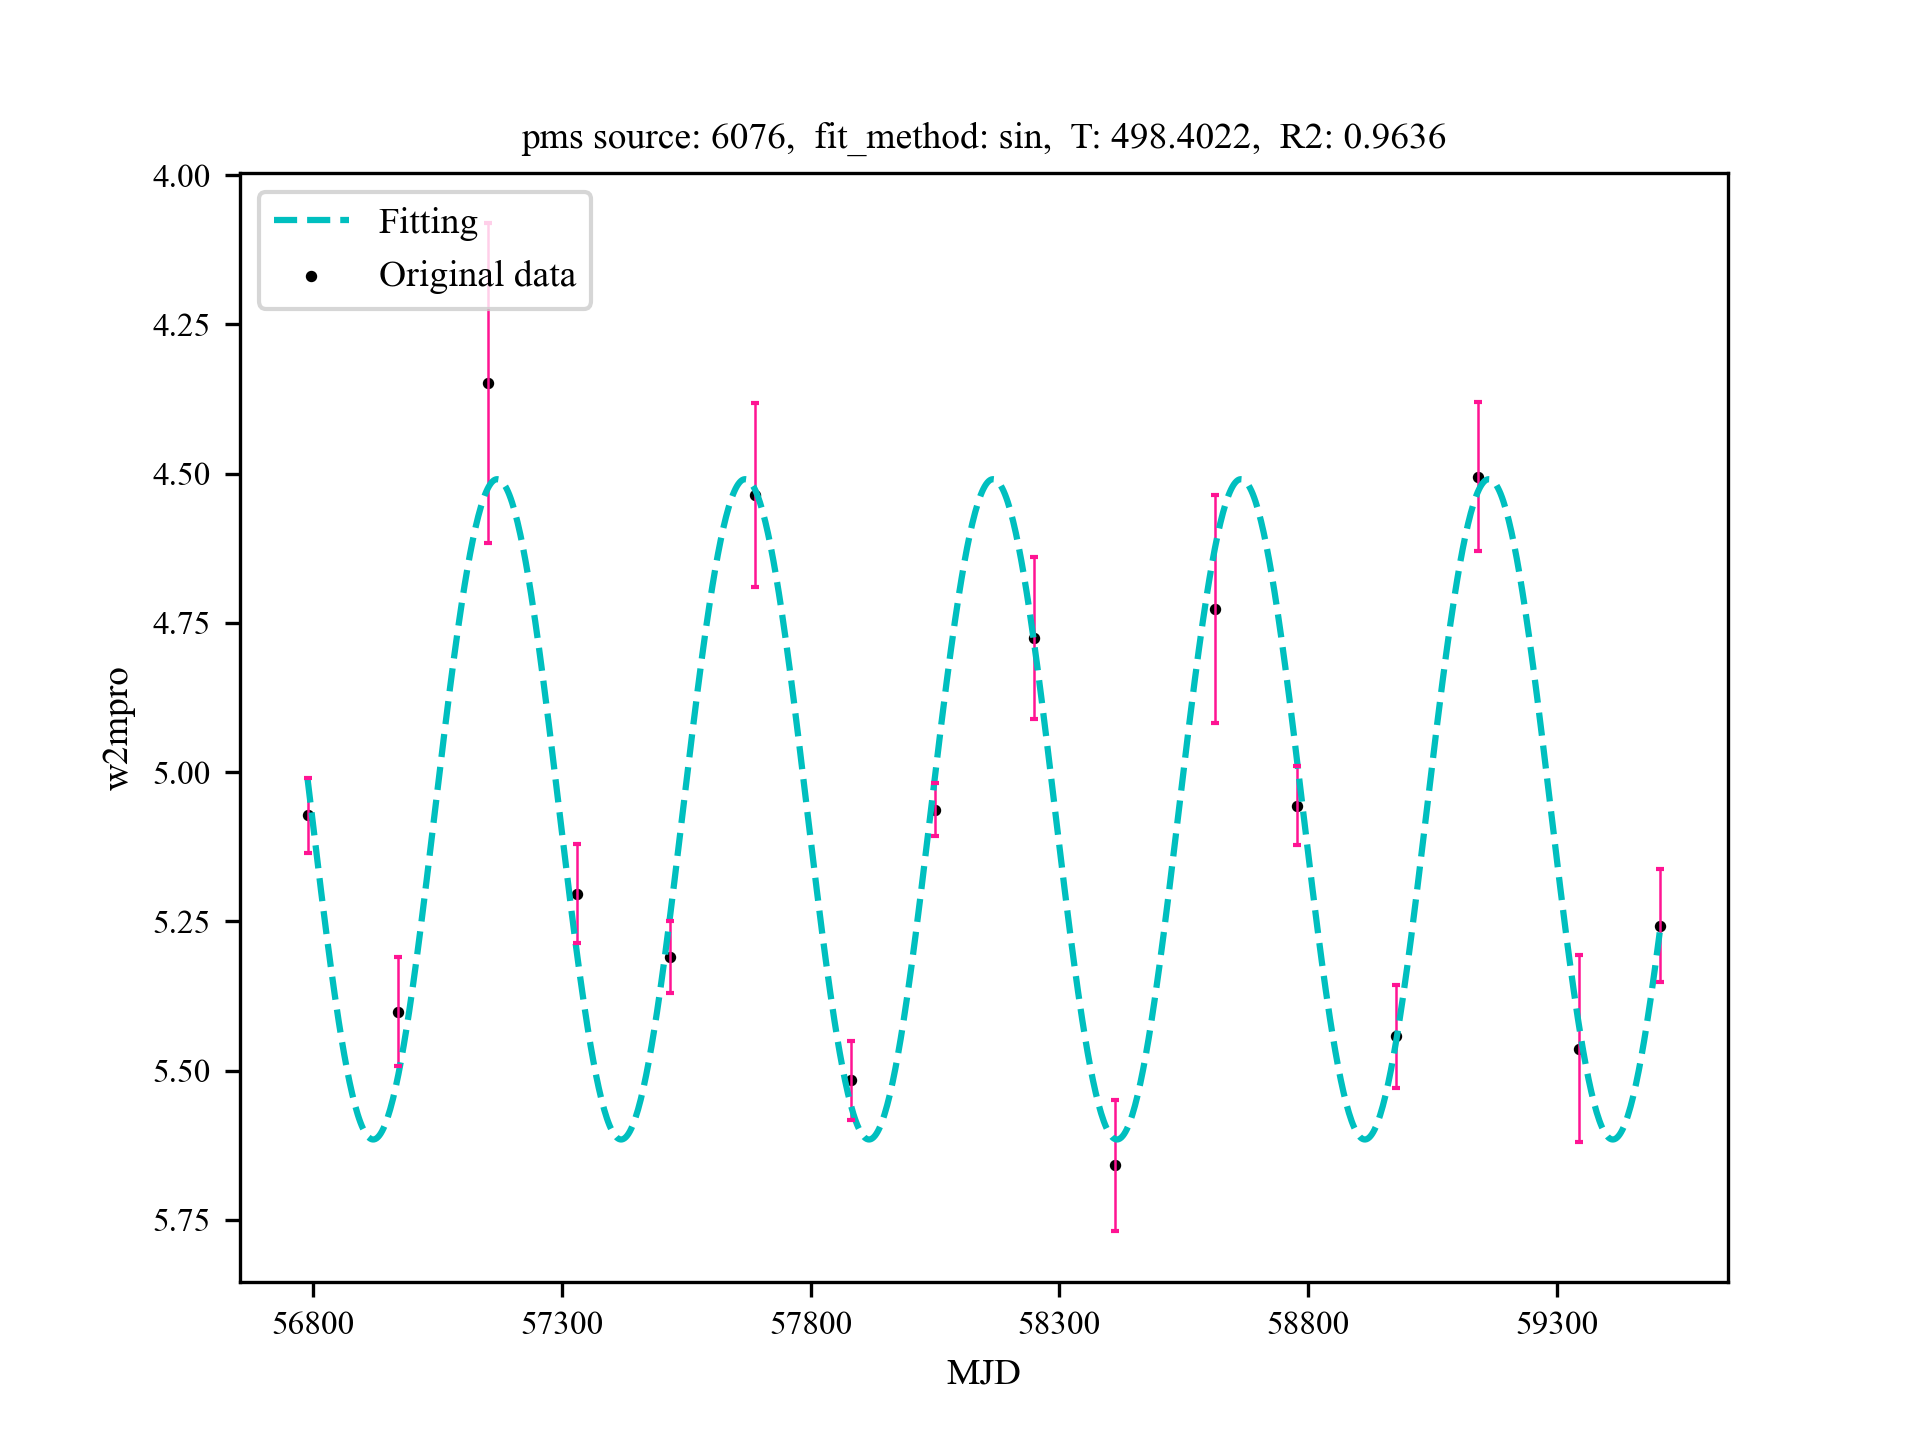 pms source: 6076,  fit_method: sin,  T: 498.4022,  R2: 0.9636
4.00
Fitting
Original data
4.25
4.50
4.75
5.00
w2mpro
5.25
5.50
5.75
56800 57300 57800 58300 58800 59300
MJD